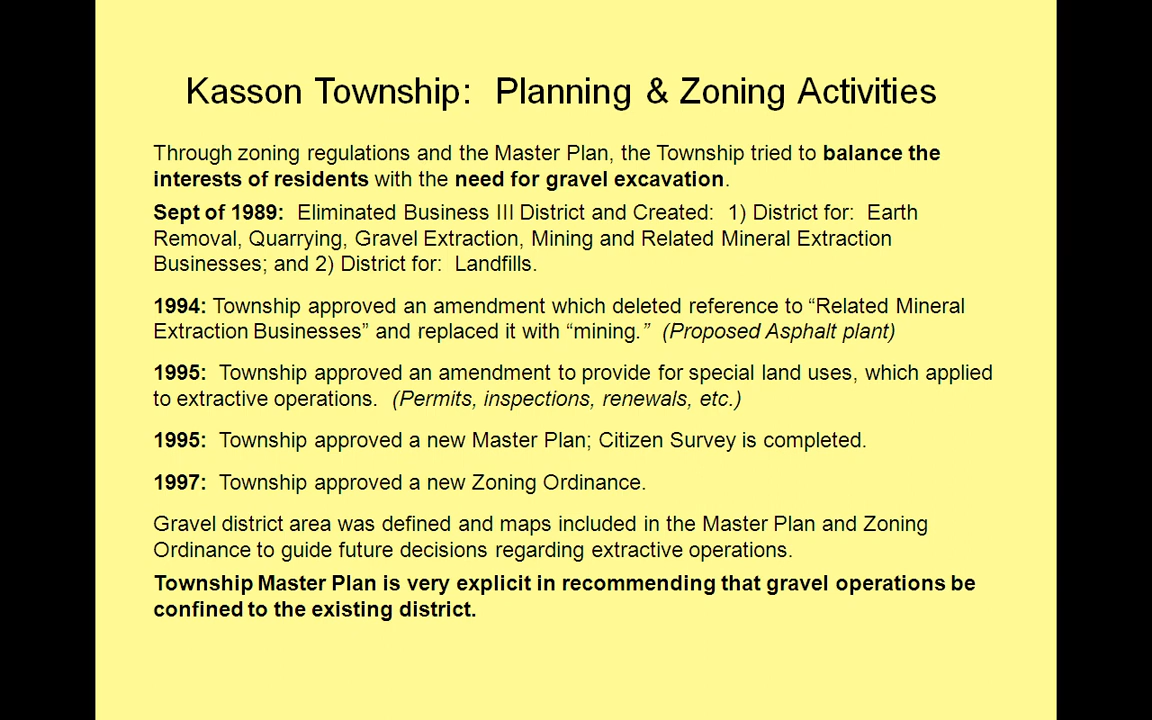 Kasson Township:  Planning & Zoning Activities
Through zoning regulations and the Master Plan, the Township tried to balance the
interests of residents with the need for gravel excavation.
Sept of 1989:  Eliminated Business III District and Created:  1) District for:  Earth
Removal, Quarrying, Gravel Extraction, Mining and Related Mineral Extraction
Businesses; and 2) District for:  Landfills.
1994: Township approved an amendment which deleted reference to “Related Mineral
Extraction Businesses” and replaced it with “mining.”  (Proposed Asphalt plant)
1995:  Township approved an amendment to provide for special land uses, which applied
to extractive operations.  (Permits, inspections, renewals, etc.)
1995:  Township approved a new Master Plan; Citizen Survey is completed.
1997:  Township approved a new Zoning Ordinance.
Gravel district area was defined and maps included in the Master Plan and Zoning
Ordinance to guide future decisions regarding extractive operations.
Township Master Plan is very explicit in recommending that gravel operations be
confined to the existing district.